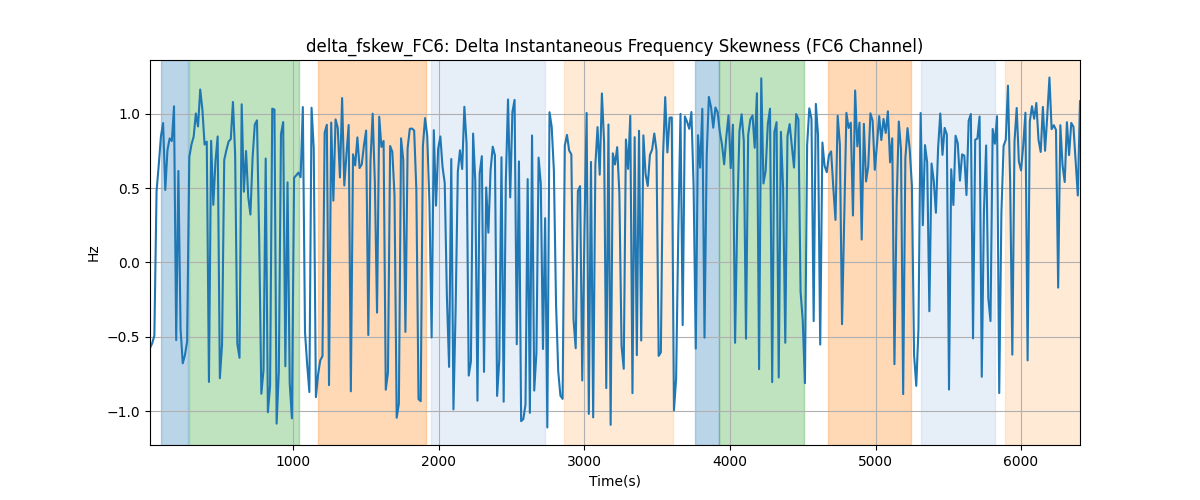 delta_fskew_FC6: Delta Instantaneous Frequency Skewness (FC6 Channel)
1.0
0.5
0.0
−0.5
−1.0
Hz
1000 2000 3000 4000 5000 6000
Time(s)